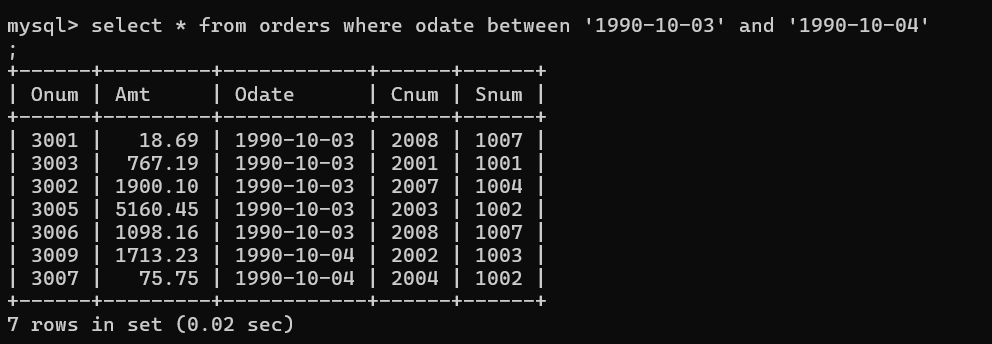 mysql> select * from orders where odate between '1990-10-03' and '1990-10-04'
;
+------+---------+------------+------+------+
| Onum | Amt     | Odate      | Cnum | Snum |
+------+---------+------------+------+------+
| 3001 |   18.69 | 1990-10-03 | 2008 | 1007 |
| 3003 |  767.19 | 1990-10-03 | 2001 | 1001 |
| 3002 | 1900.10 | 1990-10-03 | 2007 | 1004 |
| 3005 | 5160.45 | 1990-10-03 | 2003 | 1002 |
| 3006 | 1098.16 | 1990-10-03 | 2008 | 1007 |
| 3009 | 1713.23 | 1990-10-04 | 2002 | 1003 |
| 3007 |   75.75 | 1990-10-04 | 2004 | 1002 |
+------+---------+------------+------+------+
7 rows in set (0.02 sec)